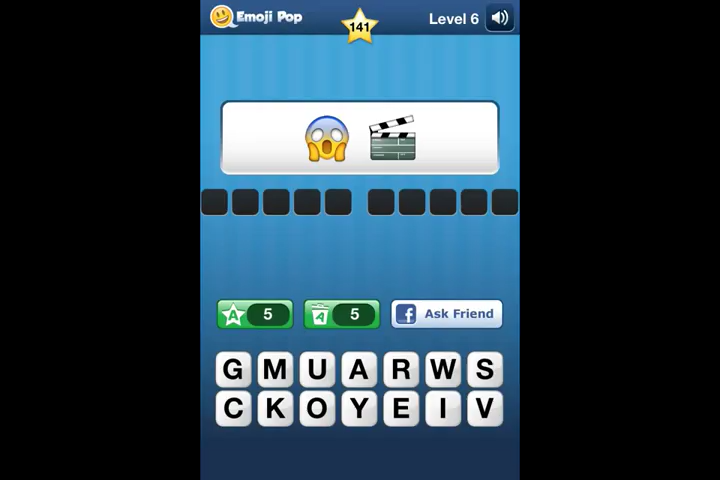 Emoji Pop
141
Level 6
A 5
A 5
f Ask Friend
G M U A R W S
C K O Y E I V